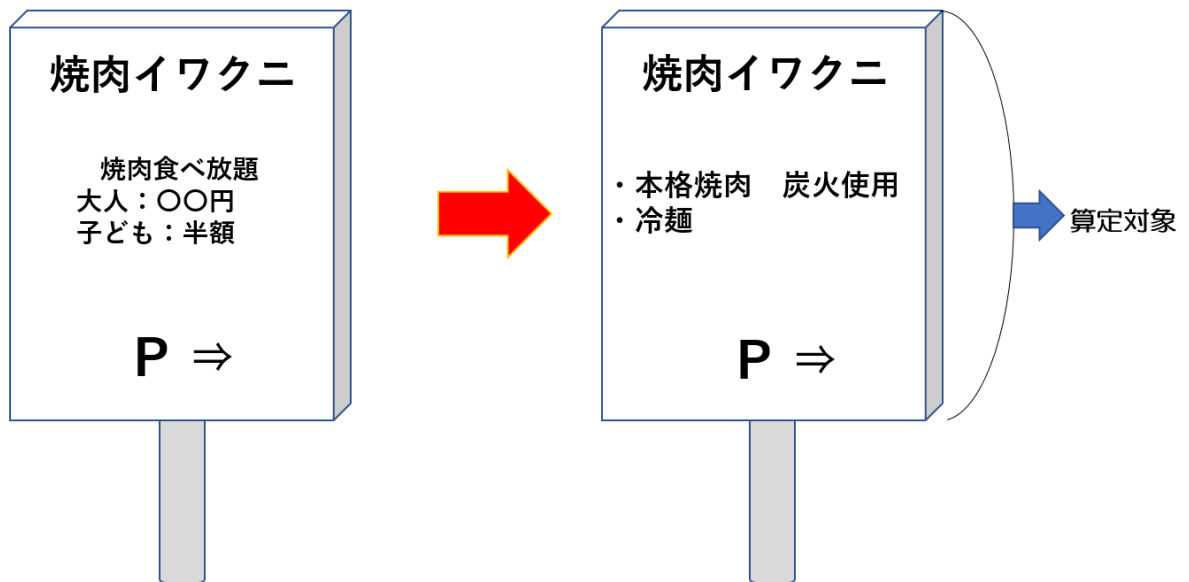 焼肉イワクニ
焼肉食べ放題
大人：〇〇円
子ども：半額
P ⇒
焼肉イワクニ
・本格焼肉　炭火使用
・冷麺
P ⇒
算定対象